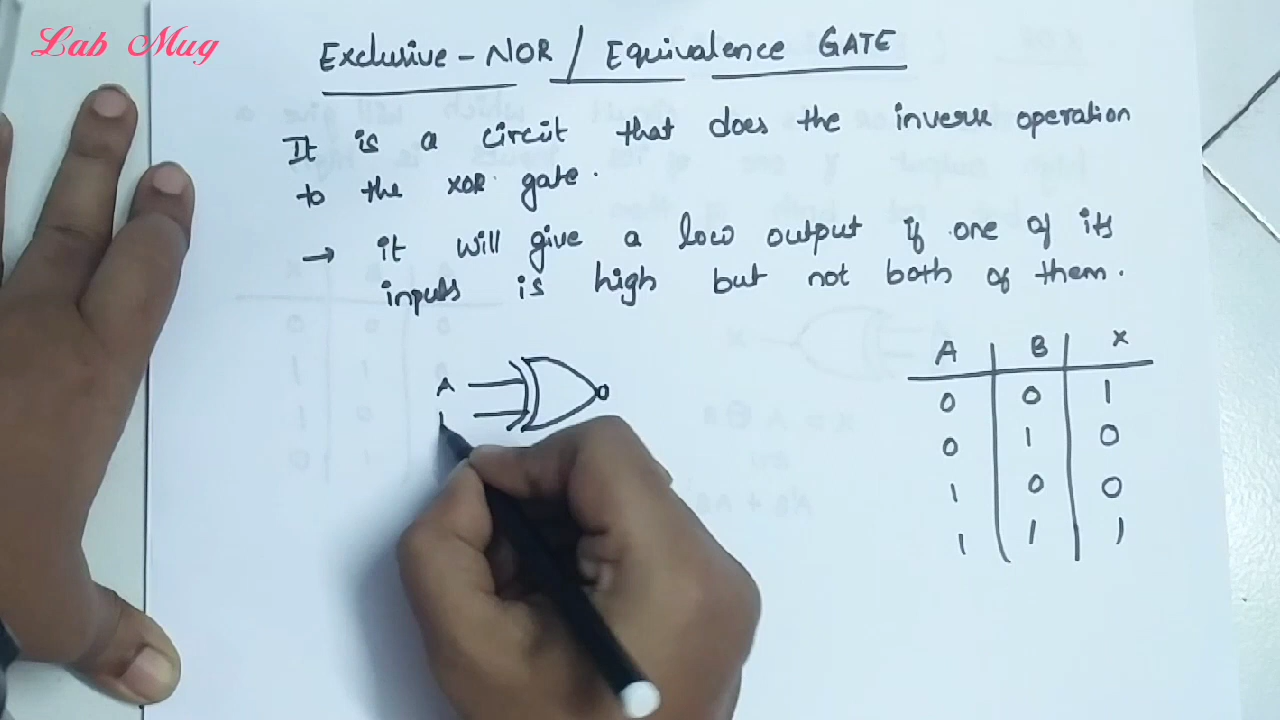 Lab Mug
Exclusive - NOR / Equivalence GATE
It is a circuit that does the inverse operation
to the XOR gate.
→ it will give a low output if one of its
inputs is high but not both of them.
A
A B X
0 0 1
0 1 0
1 0 0
1 1 1